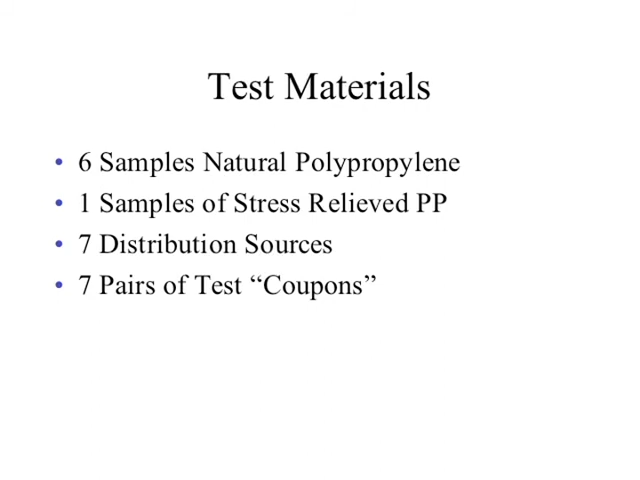 Test Materials
• 6 Samples Natural Polypropylene
• 1 Samples of Stress Relieved PP
• 7 Distribution Sources
• 7 Pairs of Test “Coupons”